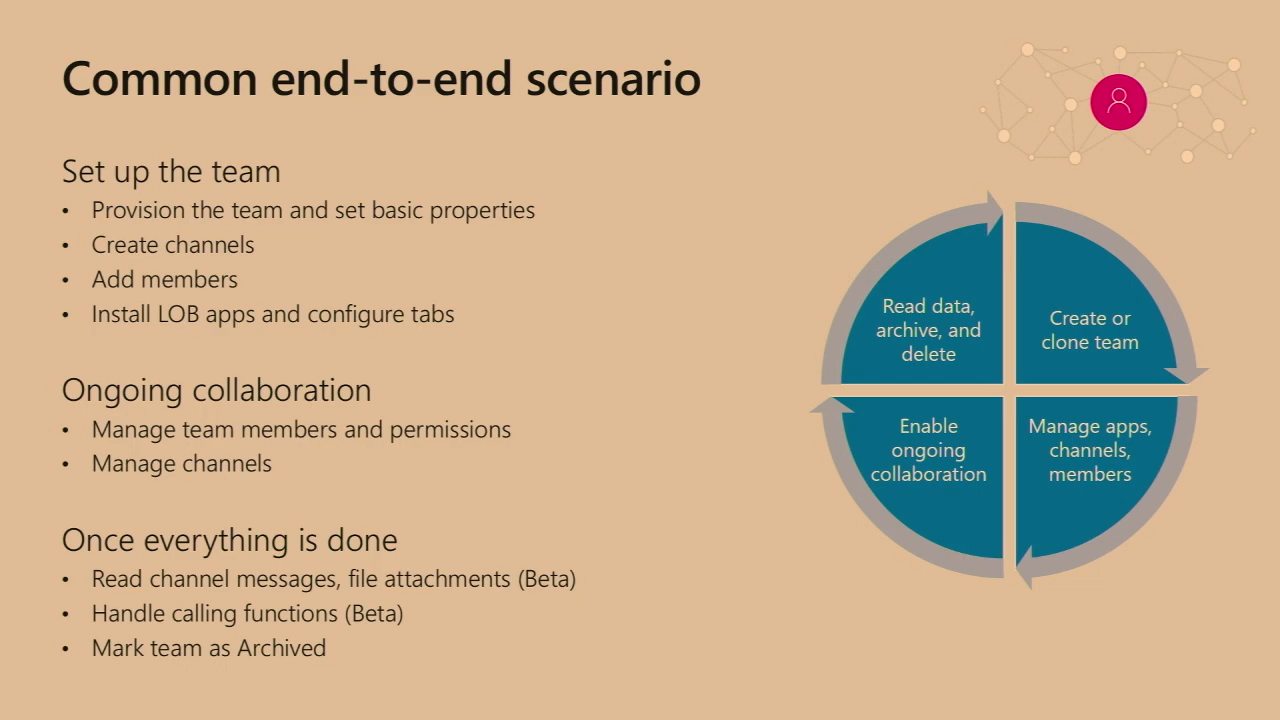 Common end-to-end scenario
Set up the team
• Provision the team and set basic properties
• Create channels
• Add members
• Install LOB apps and configure tabs
Ongoing collaboration
• Manage team members and permissions
• Manage channels
Once everything is done
• Read channel messages, file attachments (Beta)
• Handle calling functions (Beta)
• Mark team as Archived
Read data,
archive, and
delete
Create or
clone team
Enable
ongoing
collaboration
Manage apps,
channels,
members